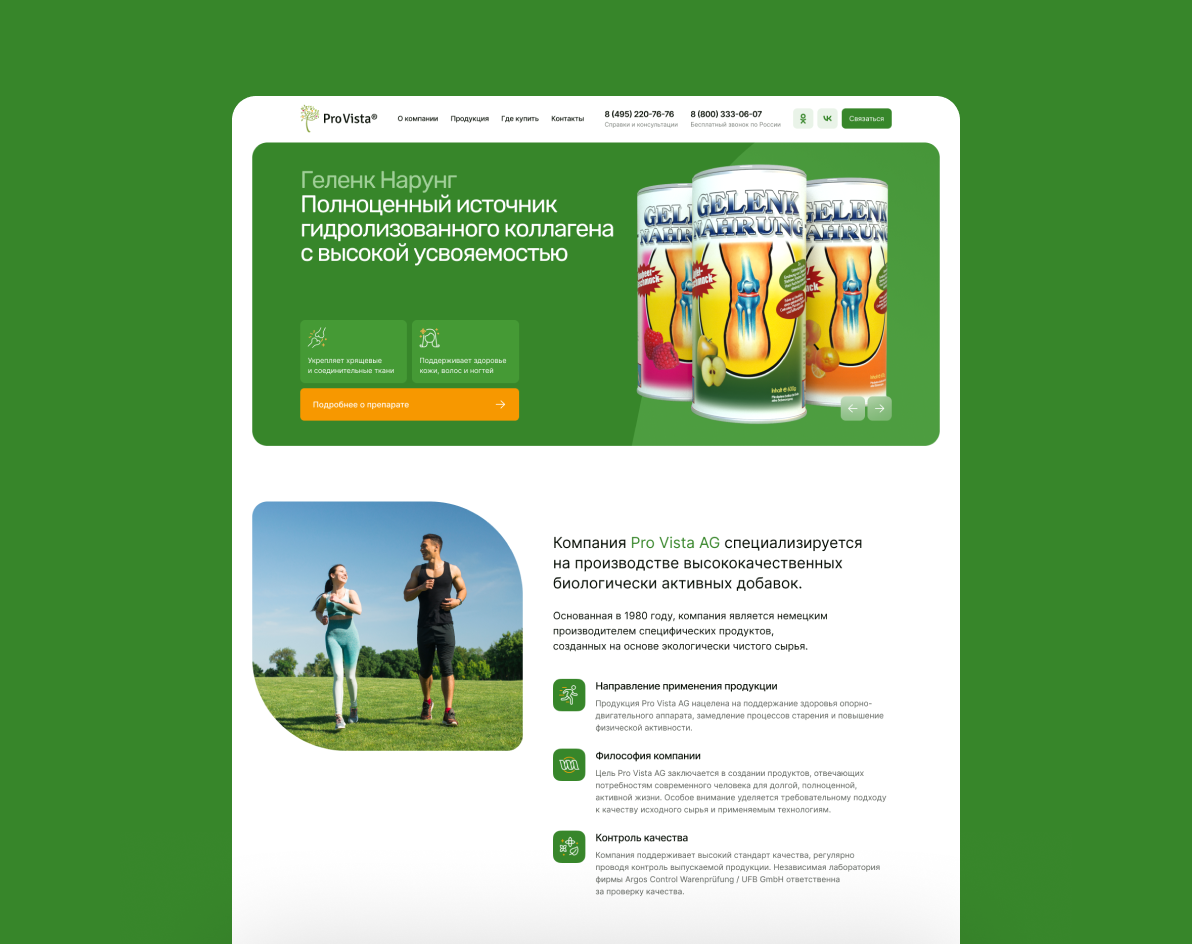 Pro Vista®
О компании
Продукция
Где купить
Контакты
8 (495) 220-76-76
Справки и консультации
8 (800) 333-06-07
Бесплатный звонок по России
Связаться
Геленк Нарунг
Полноценный источник
гидролизованного коллагена
с высокой усвояемостью
GELENK
NAHRUNG
Inhalt ℮ 600g
Укрепляет хрящевые
и соединительные ткани
Поддерживает здоровье
кожи, волос и ногтей
Подробнее о препарате
Компания Pro Vista AG специализируется
на производстве высококачественных
биологически активных добавок.
Основанная в 1980 году, компания является немецким
производителем специфических продуктов,
созданных на основе экологически чистого сырья.
Направление применения продукции
Продукция Pro Vista AG нацелена на поддержание здоровья опорно-
двигательного аппарата, замедление процессов старения и повышение
физической активности.
Философия компании
Цель Pro Vista AG заключается в создании продуктов, отвечающих
потребностям современного человека для долгой, полноценной,
активной жизни. Особое внимание уделяется требовательному подходу
к качеству исходного сырья и применяемым технологиям.
Контроль качества
Компания поддерживает высокий стандарт качества, регулярно
проводя контроль выпускаемой продукции. Независимая лаборатория
фирмы Argos Control Warenprüfung / UFB GmbH ответственна
за проверку качества.